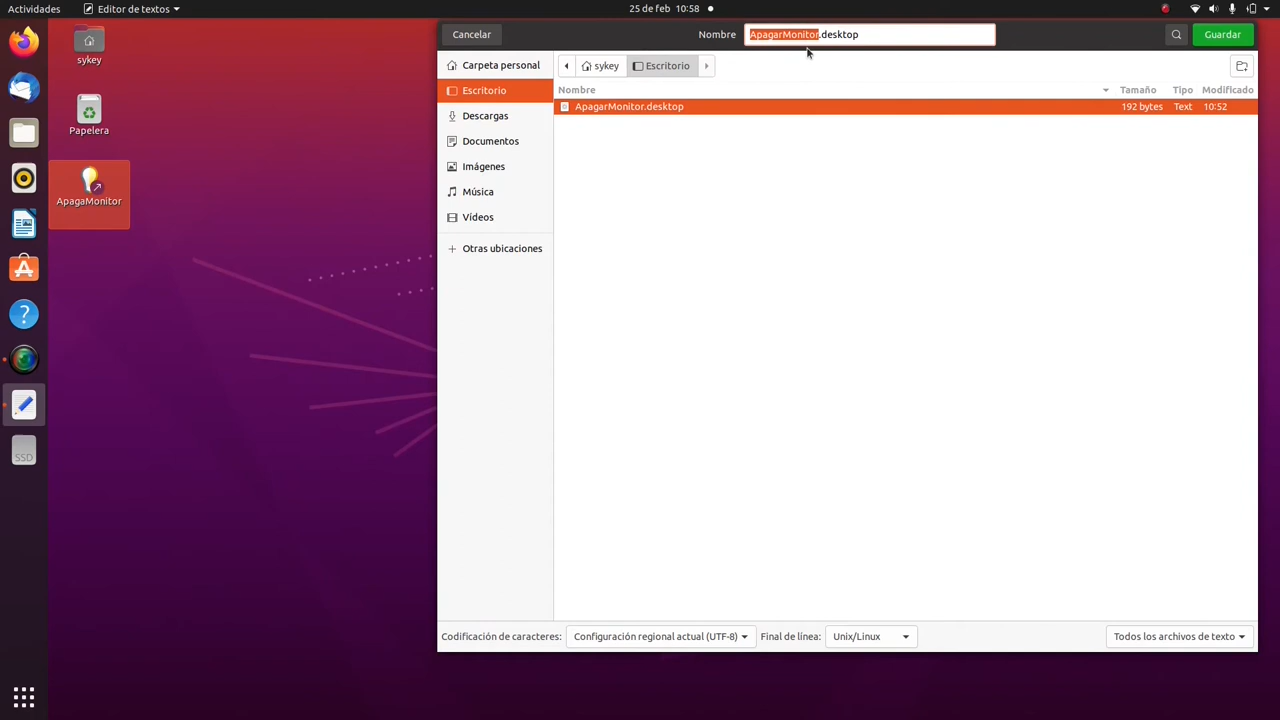 Actividades
Editor de textos
25 de feb 10:58
Cancelar
Nombre
ApagarMonitor.desktop
Guardar
sykey
Papelera
ApagaMonitor
SSD
Carpeta personal
Escritorio
Descargas
Documentos
Imágenes
Música
Vídeos
Otras ubicaciones
sykey
Escritorio
Nombre
Tamaño
Tipo
Modificado
ApagarMonitor.desktop
192 bytes
Text
10:52
Codificación de caracteres:
Configuración regional actual (UTF-8)
Final de línea:
Unix/Linux
Todos los archivos de texto